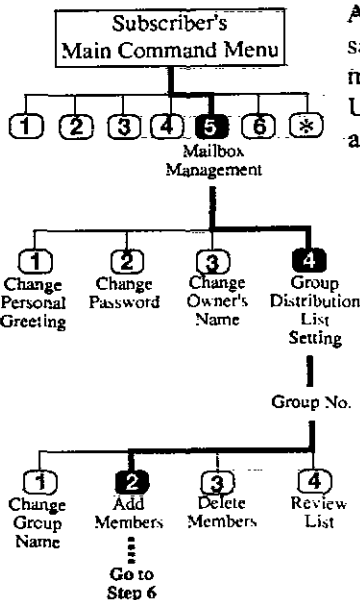 Subscriber's
Main Command Menu
1 2 3 4 5 6 *
Mailbox
Management
1 2 3 4
Change Personal Greeting
Change Password
Change Owner's Name
Group Distribution List Setting
Group No.
1 2 3 4
Change Group Name
Add Members
Delete Members
Review List
Go to
Step 6